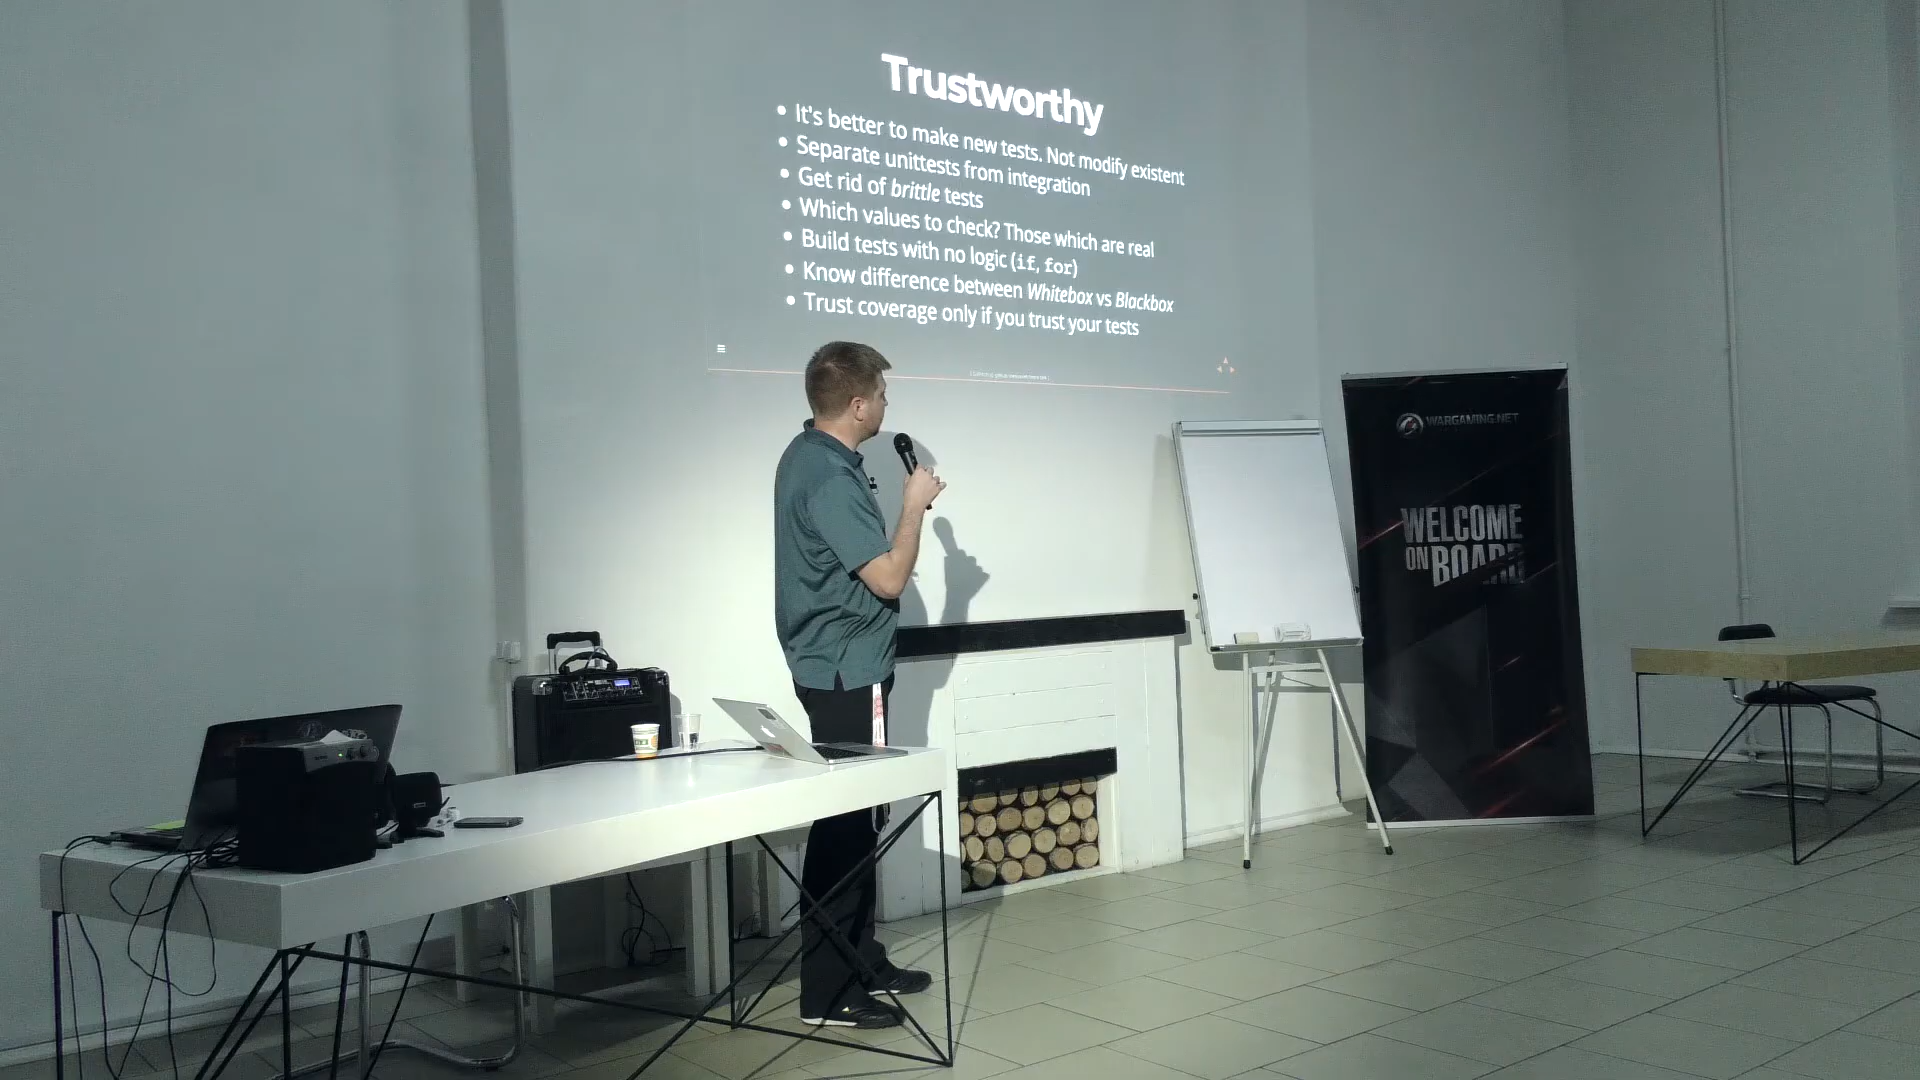 Trustworthy
• It's better to make new tests. Not modify existent
• Separate unittests from integration
• Get rid of brittle tests
• Which values to check? Those which are real
• Build tests with no logic (if, for)
• Know difference between Whitebox vs Blackbox
• Trust coverage only if you trust your tests
WARGAMING.NET
WELCOME
ON BOARD